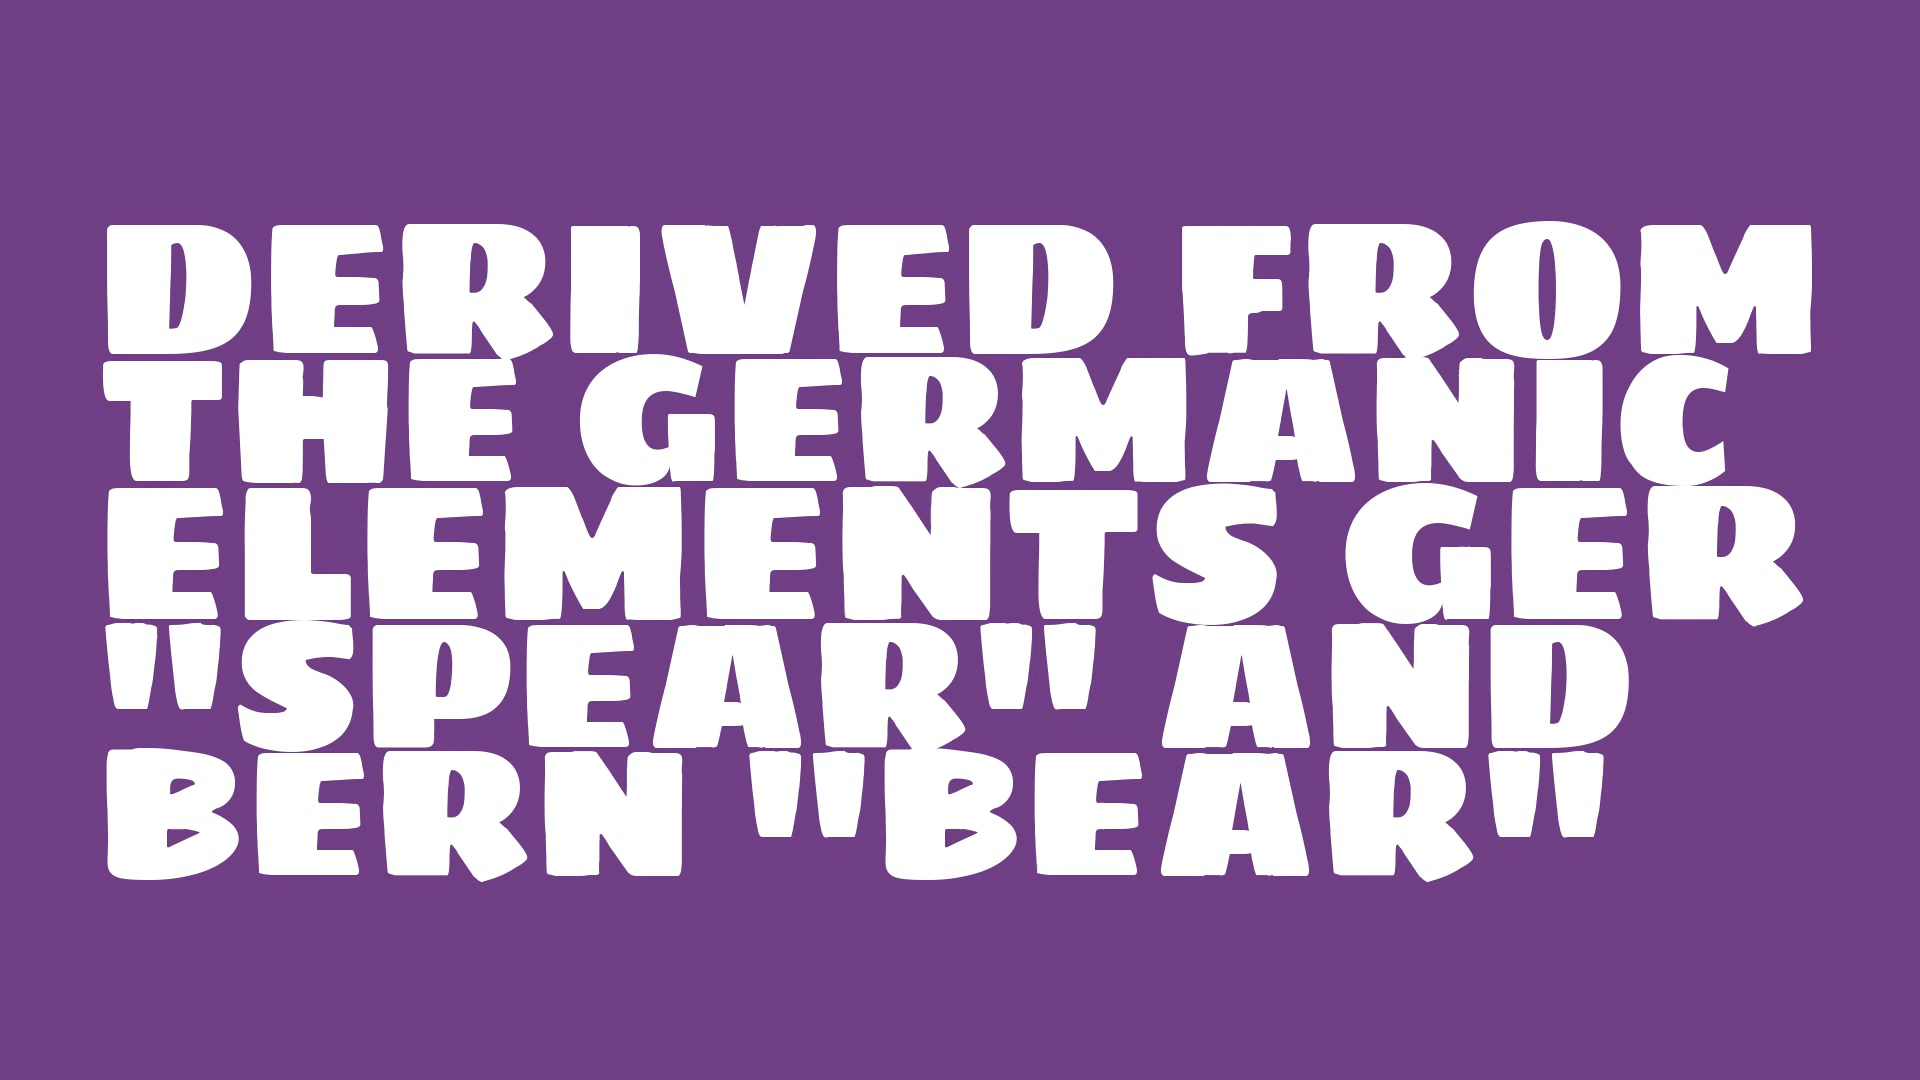 DERIVED FROM
THE GERMANIC
ELEMENTS GER
"SPEAR" AND
BERN "BEAR"